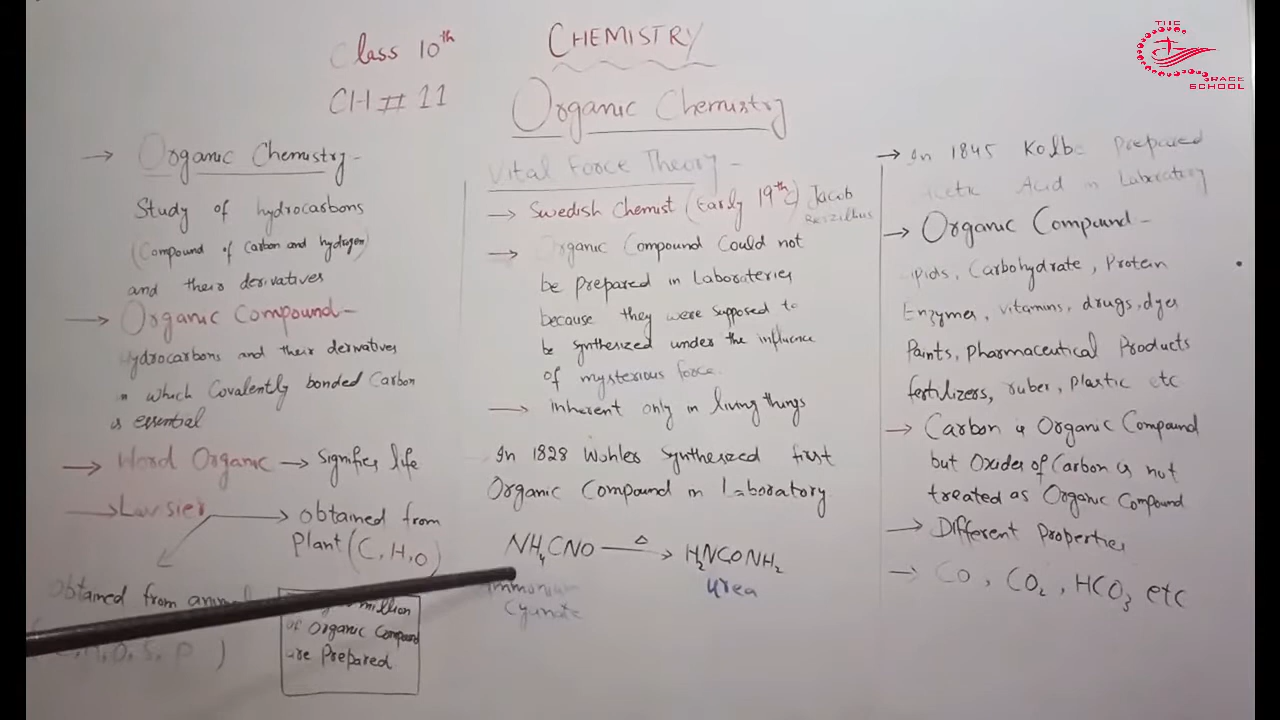 Class 10th
CHEMISTRY
CH # 11
Organic Chemistry
THE
GRACE
SCHOOL
→ Organic Chemistry-
Study of hydrocarbons
(Compound of Carbon and hydrogen)
and their derivatives
→ Organic Compound-
Hydrocarbons and their derivatives
in which Covalently bonded Carbon
is essential
→ Word Organic → Signifies life
→ Lavsier → obtained from
Plant (C, H, O)
Obtained from animal
O, S, P )
million
of Organic Compound
are Prepared
Vital Force Theory -
→ Swedish Chemist (Early 19th C) Jacob
Berzilius
→ Organic Compound Could not
be prepared in Laborateries
because they were supposed to
be synthesized under the influence
of mysterious force.
→ inherent only in living things
In 1828 Wohler Synthesized first
Organic Compound in Laboratory
NH4CNO —Δ→ H2NCONH2
Ammonium
Cynate
Urea
→ In 1845 Kolbe Prepared
Acetic Acid in Laboratory
→ Organic Compound -
lipids, Carbohydrate, Protein
Enzymes, vitamins, drugs, dyes
Paints, Pharmaceutical Products
fertilizers, ruber, Plastic etc
→ Carbon is Organic Compound
but Oxides of Carbon is not
treated as Organic Compound
→ Different Properties
→ CO, CO2, HCO3 etc